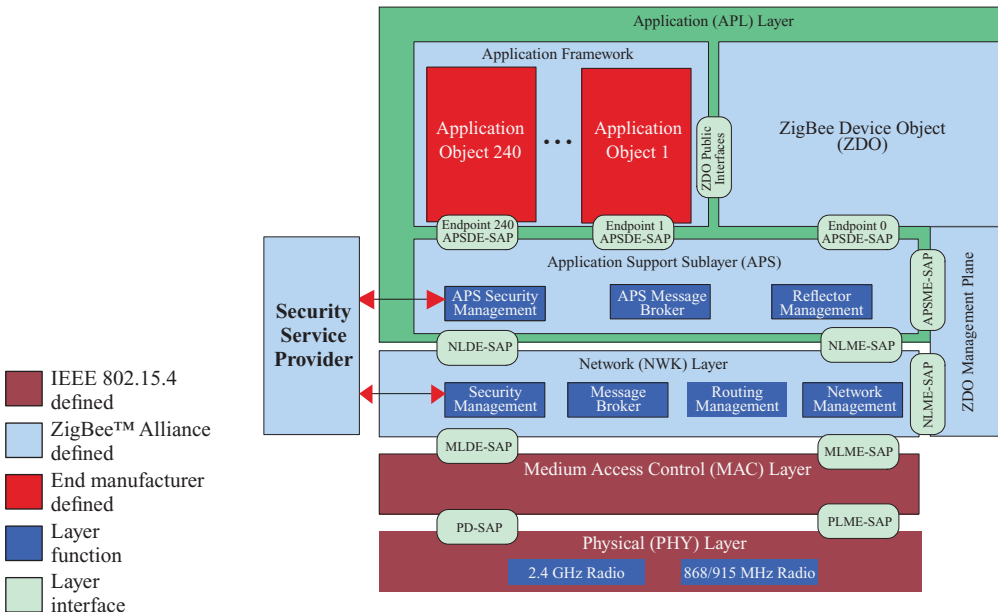 Application (APL) Layer
Application Framework
Application
Object 240
...
Application
Object 1
ZDO Public
Interfaces
ZigBee Device Object
(ZDO)
Endpoint 240
APSDE-SAP
Endpoint 1
APSDE-SAP
Endpoint 0
APSDE-SAP
Application Support Sublayer (APS)
APS Security
Management
APS Message
Broker
Reflector
Management
APSME-SAP
ZDO Management Plane
Security
Service
Provider
NLDE-SAP
NLME-SAP
Network (NWK) Layer
Security
Management
Message
Broker
Routing
Management
Network
Management
NLME-SAP
MLDE-SAP
MLME-SAP
Medium Access Control (MAC) Layer
PD-SAP
PLME-SAP
Physical (PHY) Layer
2.4 GHz Radio
868/915 MHz Radio
IEEE 802.15.4
defined
ZigBee™ Alliance
defined
End manufacturer
defined
Layer
function
Layer
interface